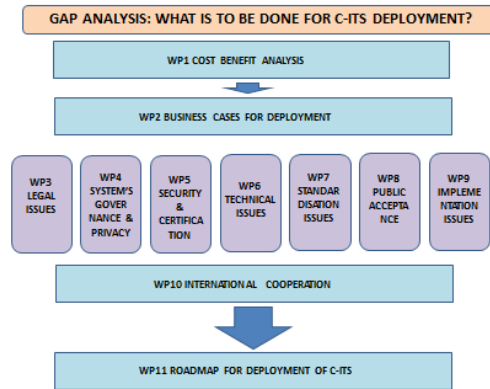 GAP ANALYSIS: WHAT IS TO BE DONE FOR C-ITS DEPLOYMENT?
WP1 COST BENEFIT ANALYSIS
WP2 BUSINESS CASES FOR DEPLOYMENT
WP3
LEGAL
ISSUES
WP4
SYSTEM'S
GOVER
NANCE &
PRIVACY
WP5
SECURITY
&
CERTIFICA
TION
WP6
TECHNICAL
ISSUES
WP7
STANDAR
DISATION
ISSUES
WP8
PUBLIC
ACCEPTA
NCE
WP9
IMPLEME
NTATION
ISSUES
WP10 INTERNATIONAL COOPERATION
WP11 ROADMAP FOR DEPLOYMENT OF C-ITS